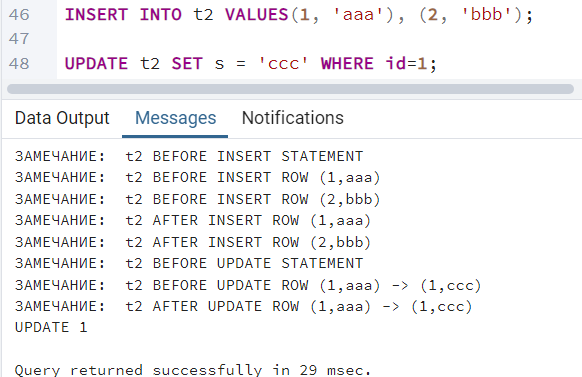 46 INSERT INTO t2 VALUES(1, 'aaa'), (2, 'bbb');
47
48 UPDATE t2 SET s = 'ccc' WHERE id=1;
Data Output Messages Notifications
ЗАМЕЧАНИЕ:  t2 BEFORE INSERT STATEMENT
ЗАМЕЧАНИЕ:  t2 BEFORE INSERT ROW (1,aaa)
ЗАМЕЧАНИЕ:  t2 BEFORE INSERT ROW (2,bbb)
ЗАМЕЧАНИЕ:  t2 AFTER INSERT ROW (1,aaa)
ЗАМЕЧАНИЕ:  t2 AFTER INSERT ROW (2,bbb)
ЗАМЕЧАНИЕ:  t2 BEFORE UPDATE STATEMENT
ЗАМЕЧАНИЕ:  t2 BEFORE UPDATE ROW (1,aaa) -> (1,ccc)
ЗАМЕЧАНИЕ:  t2 AFTER UPDATE ROW (1,aaa) -> (1,ccc)
UPDATE 1
Query returned successfully in 29 msec.